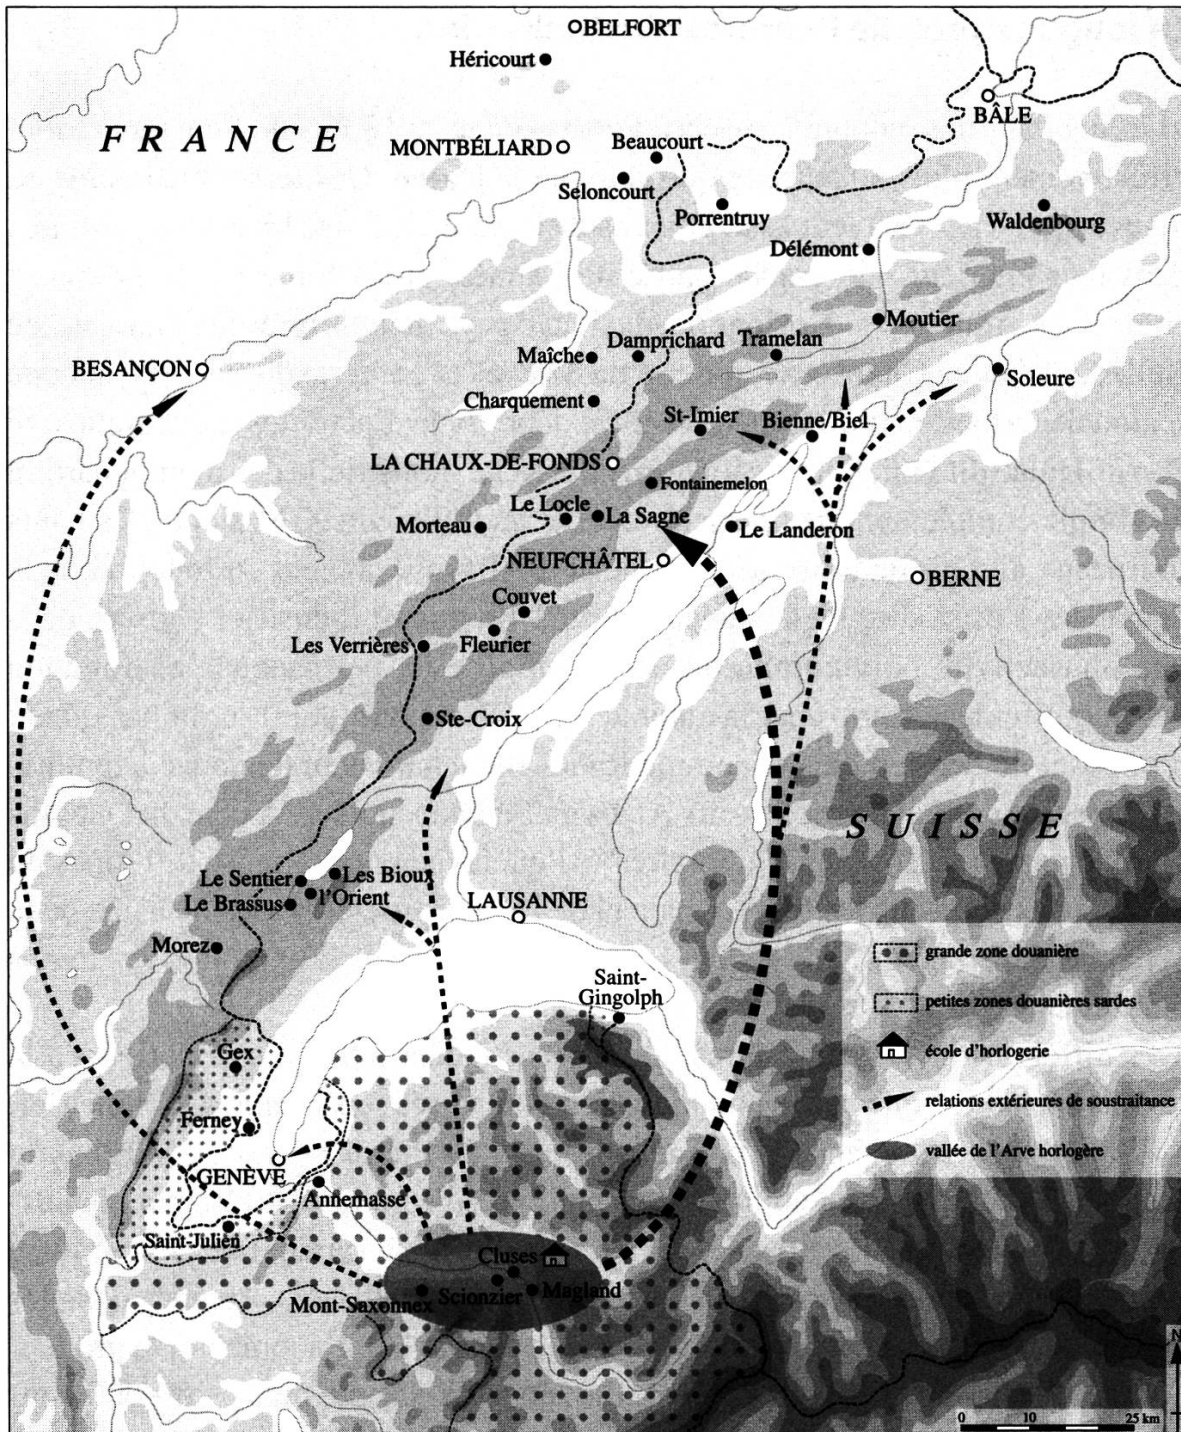 BELFORT
Héricourt
FRANCE
BÂLE
MONTBÉLIARD
Beaucourt
Seloncourt
Porrentruy
Waldenbourg
Délémont
Moutier
Maîche
Damprichard
Tramelan
BESANÇON
Soleure
Charquement
St-Imier
Bienne/Biel
LA CHAUX-DE-FONDS
Fontainemelon
Le Locle
La Sagne
Morteau
Le Landeron
NEUFCHÂTEL
BERNE
Couvet
Les Verrières
Fleurier
Ste-Croix
SUISSE
Le Sentier
Les Bioux
l'Orient
Le Brassus
LAUSANNE
Morez
Saint-
Gingolph
grande zone douanière
petites zones douanières sardes
école d'horlogerie
relations extérieures de soustraitance
vallée de l'Arve horlogère
Gex
Ferney
GENÈVE
Annemasse
Saint-Julien
Cluses
Mont-Saxonnex
Scionzier
Magland
N
0 10 25 km